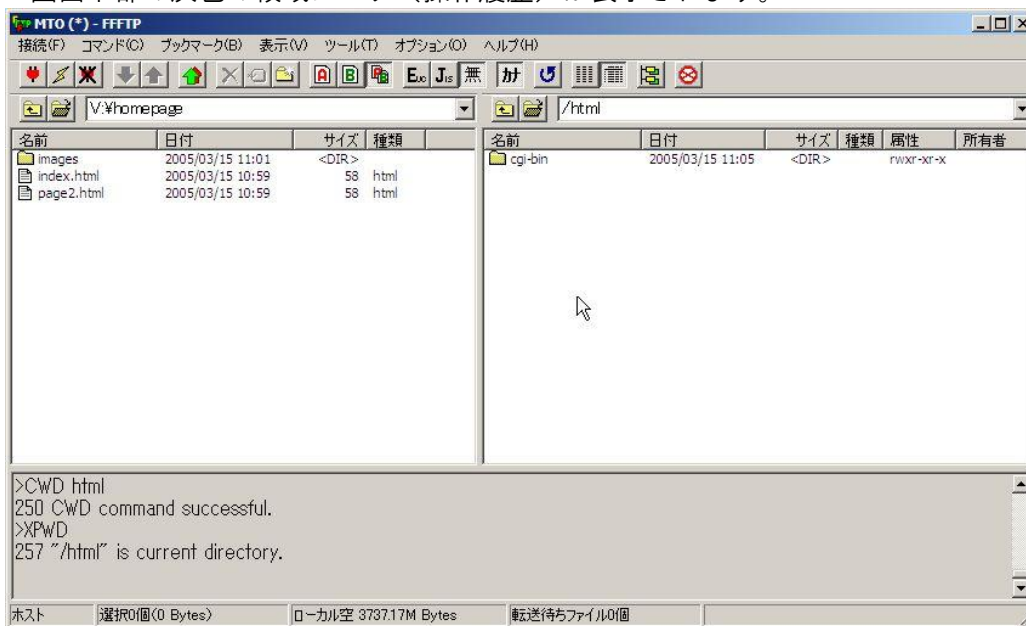 MTO (*) - FFFTP
接続(F) コマンド(C) ブックマーク(B) 表示(V) ツール(T) オプション(O) ヘルプ(H)
A B Euc Jis 無 カナ
V:¥homepage /html
名前 日付 サイズ 種類 名前 日付 サイズ 種類 属性 所有者
images 2005/03/15 11:01 <DIR> cgi-bin 2005/03/15 11:05 <DIR> rwxr-xr-x
index.html 2005/03/15 10:59 58 html
page2.html 2005/03/15 10:59 58 html
>CWD html
250 CWD command successful.
>XPWD
257 "/html" is current directory.
ホスト 選択0個(0 Bytes) ローカル空 3737.17M Bytes 転送待ちファイル0個